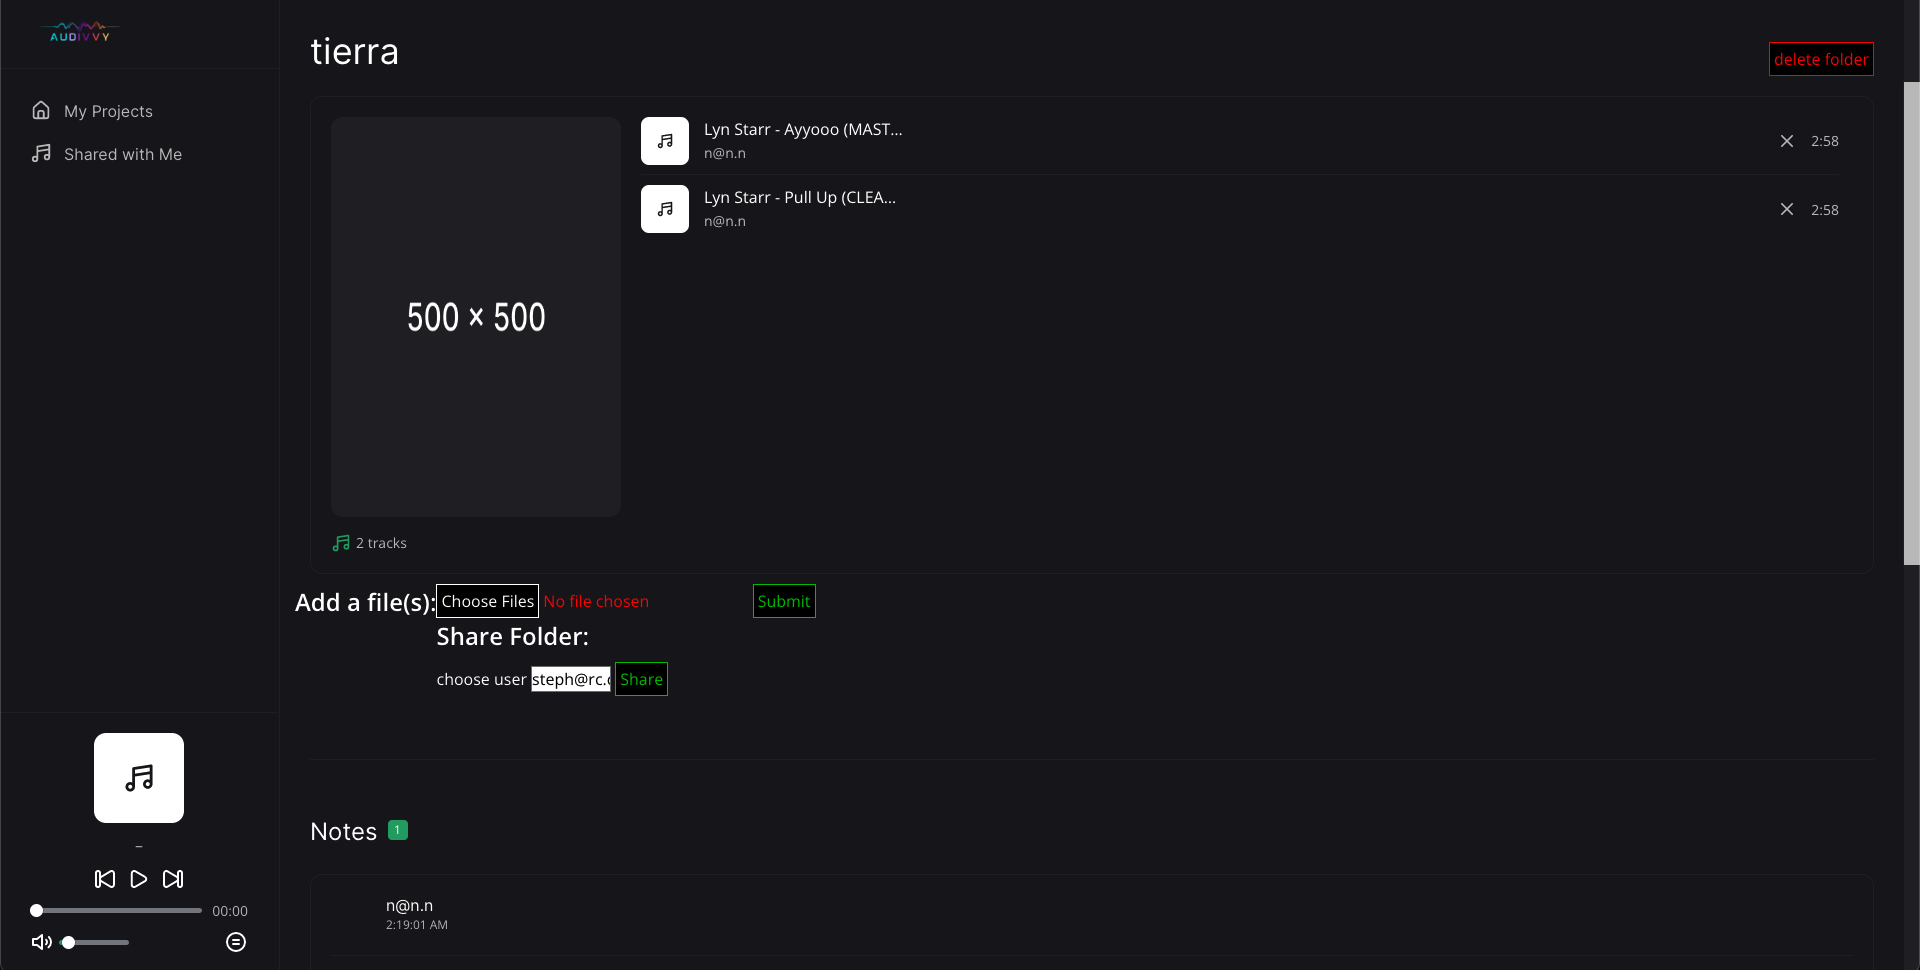 AUDIVVY
tierra
delete folder
My Projects
Shared with Me
Lyn Starr - Ayyooo (MAST...
n@n.n
2:58
Lyn Starr - Pull Up (CLEA...
n@n.n
2:58
500 × 500
2 tracks
Add a file(s): Choose Files No file chosen Submit
Share Folder:
choose user steph@rc.c Share
Notes 1
n@n.n
2:19:01 AM
–
00:00